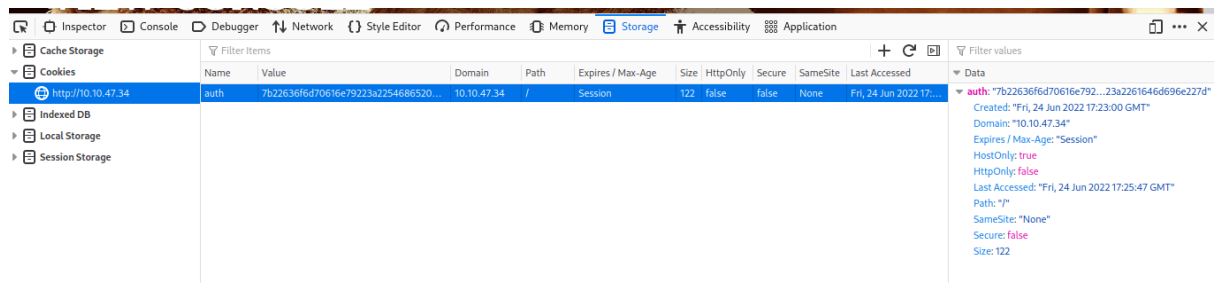 Inspector Console Debugger Network Style Editor Performance Memory Storage Accessibility Application
Cache Storage
Cookies
http://10.10.47.34
Indexed DB
Local Storage
Session Storage
Filter Items
Name Value Domain Path Expires / Max-Age Size HttpOnly Secure SameSite Last Accessed
auth 7b22636f6d70616e79223a2254686520... 10.10.47.34 / Session 122 false false None Fri, 24 Jun 2022 17:...
Filter values
Data
auth: "7b22636f6d70616e792...23a2261646d696e227d"
Created: "Fri, 24 Jun 2022 17:23:00 GMT"
Domain: "10.10.47.34"
Expires / Max-Age: "Session"
HostOnly: true
HttpOnly: false
Last Accessed: "Fri, 24 Jun 2022 17:25:47 GMT"
Path: "/"
SameSite: "None"
Secure: false
Size: 122